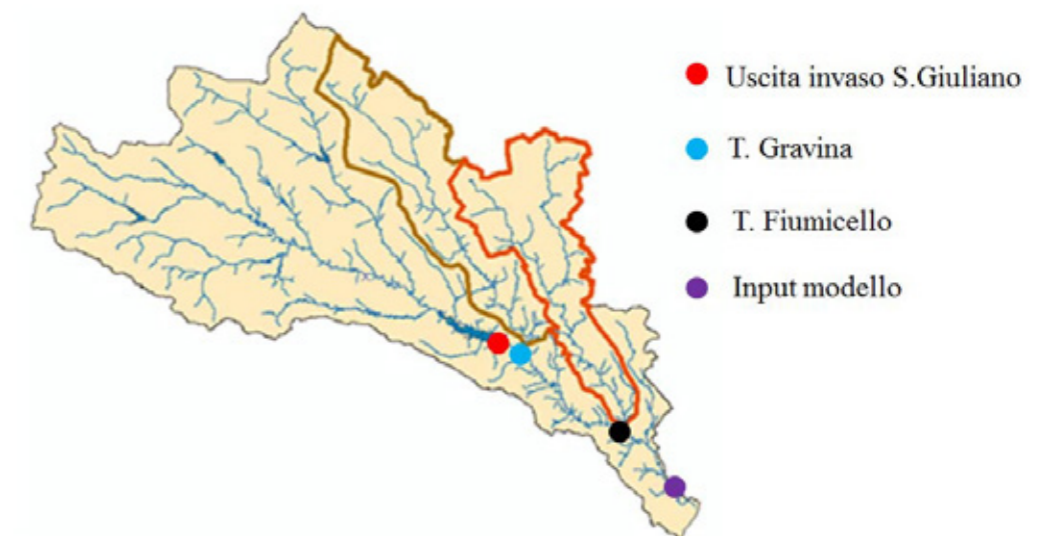 Uscita invaso S.Giuliano
T. Gravina
T. Fiumicello
Input modello